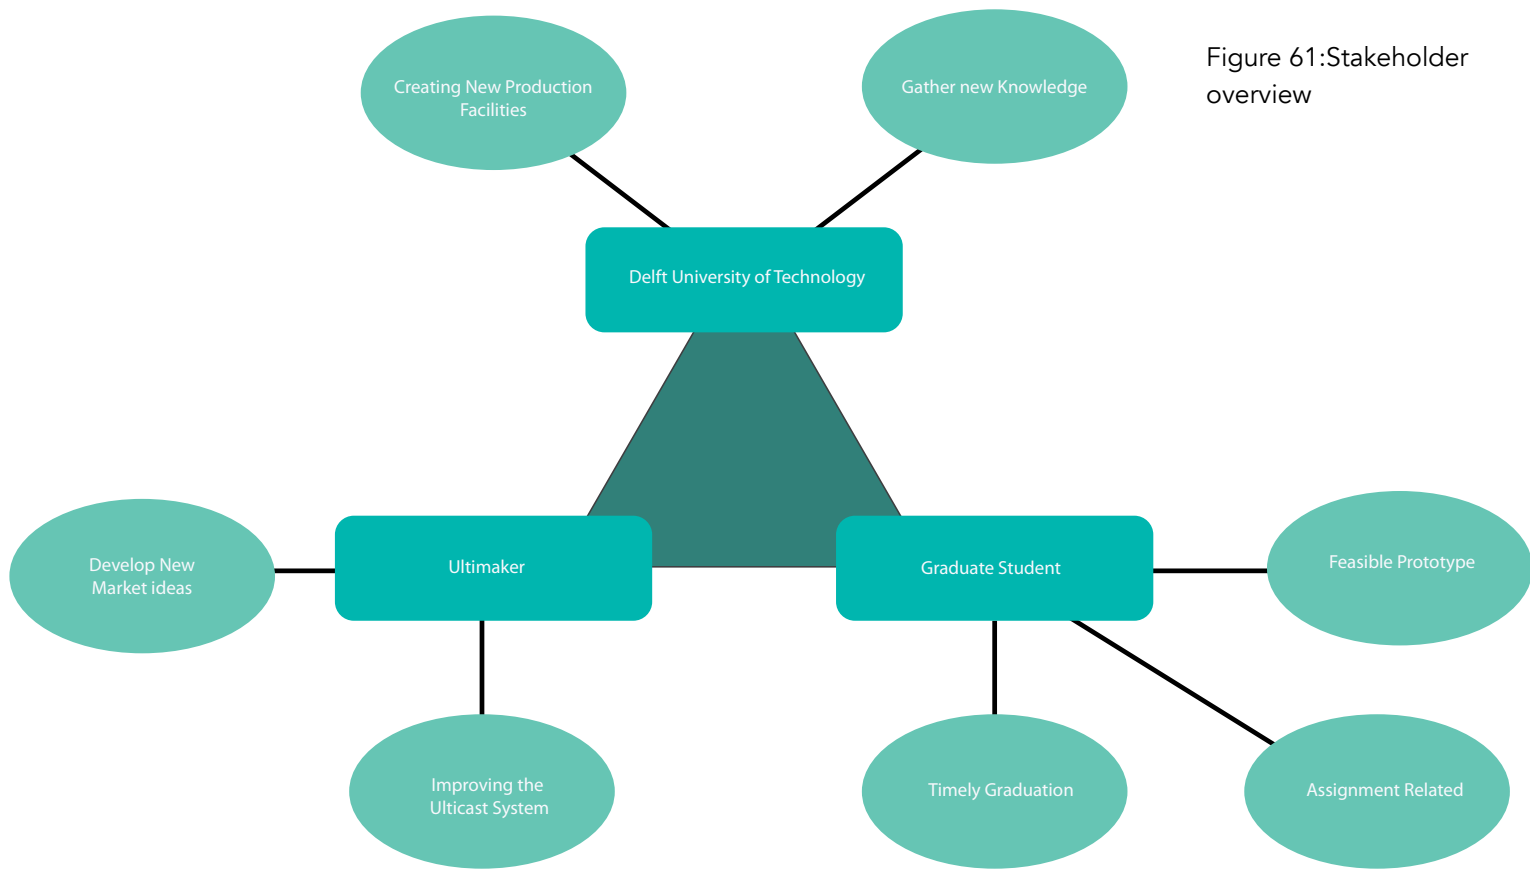 Creating New Production
Facilities
Gather new Knowledge
Figure 61:Stakeholder
overview
Delft University of Technology
Develop New
Market ideas
Ultimaker
Graduate Student
Feasible Prototype
Improving the
Ulticast System
Timely Graduation
Assignment Related